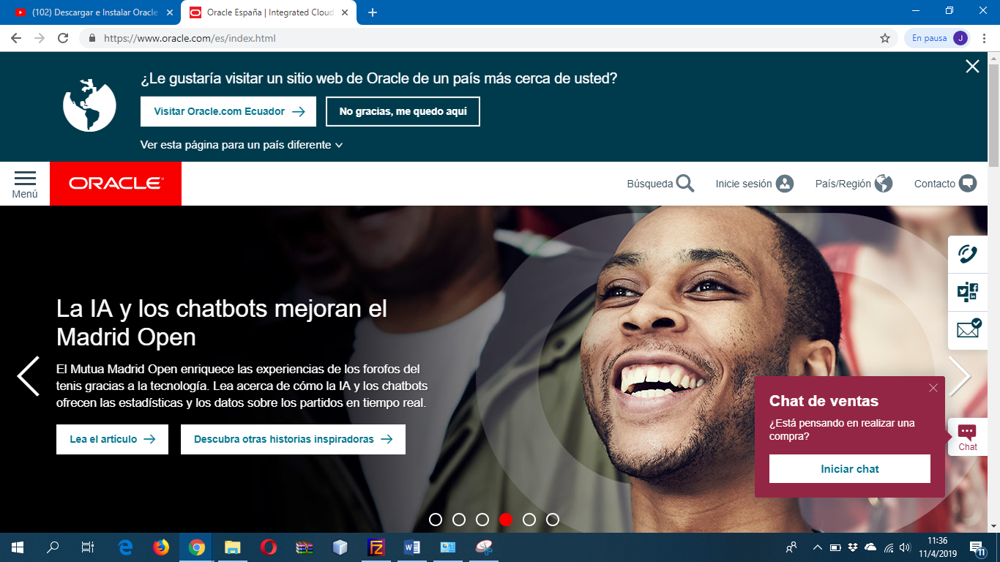 (102) Descargar e Instalar Oracle
Oracle España | Integrated Cloud
https://www.oracle.com/es/index.html
En pausa
J
¿Le gustaría visitar un sitio web de Oracle de un país más cerca de usted?
Visitar Oracle.com Ecuador
No gracias, me quedo aquí
Ver esta página para un país diferente
Menú
ORACLE
Búsqueda
Inicie sesión
País/Región
Contacto
La IA y los chatbots mejoran el
Madrid Open
El Mutua Madrid Open enriquece las experiencias de los forofos del
tenis gracias a la tecnología. Lea acerca de cómo la IA y los chatbots
ofrecen las estadísticas y los datos sobre los partidos en tiempo real.
Lea el artículo
Descubra otras historias inspiradoras
Chat de ventas
¿Está pensando en realizar una
compra?
Iniciar chat
Chat
11:36
11/4/2019
11